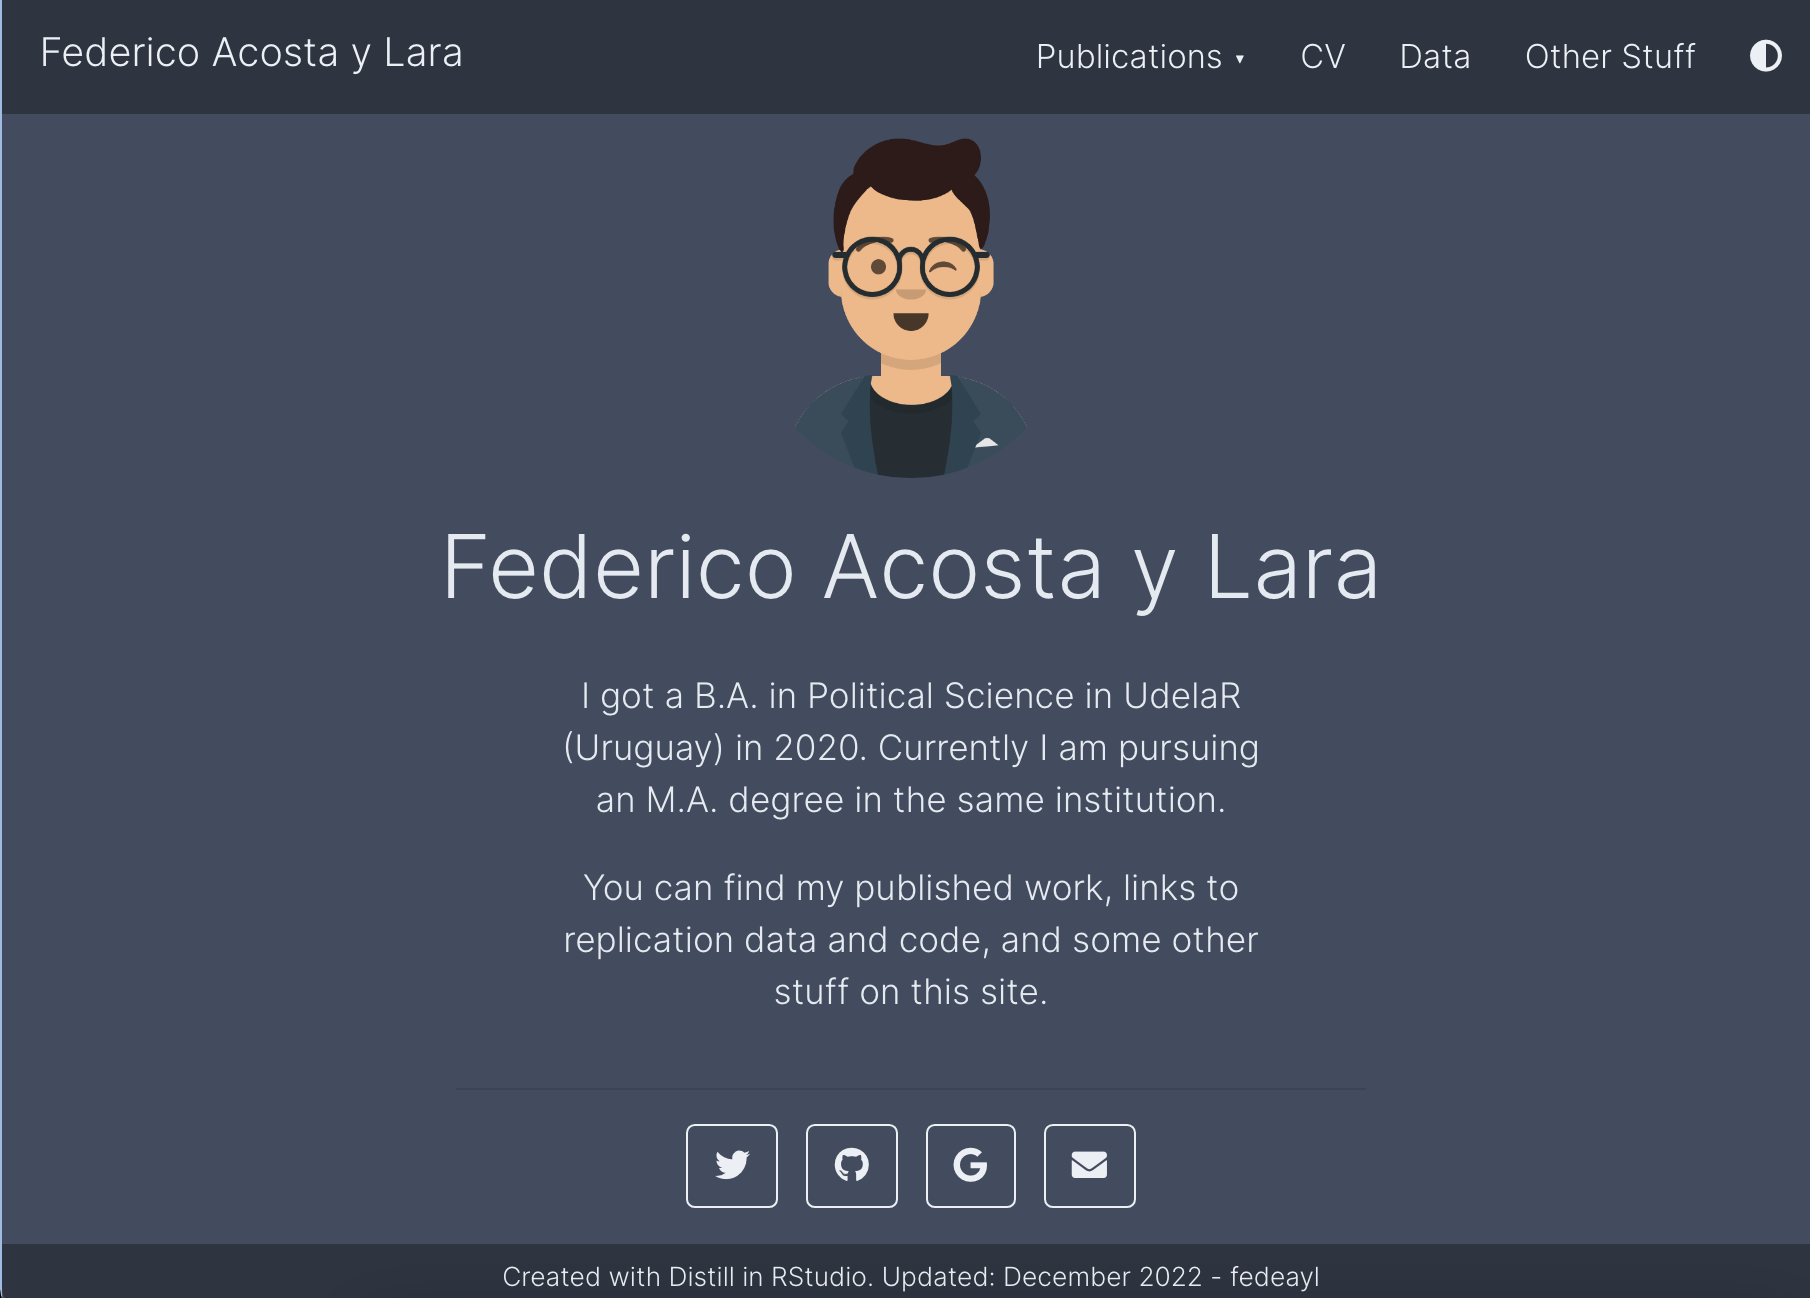 Federico Acosta y Lara
Publications ▾
CV
Data
Other Stuff
Federico Acosta y Lara
I got a B.A. in Political Science in UdelaR
(Uruguay) in 2020. Currently I am pursuing
an M.A. degree in the same institution.
You can find my published work, links to
replication data and code, and some other
stuff on this site.
Created with Distill in RStudio. Updated: December 2022 - fedeayl